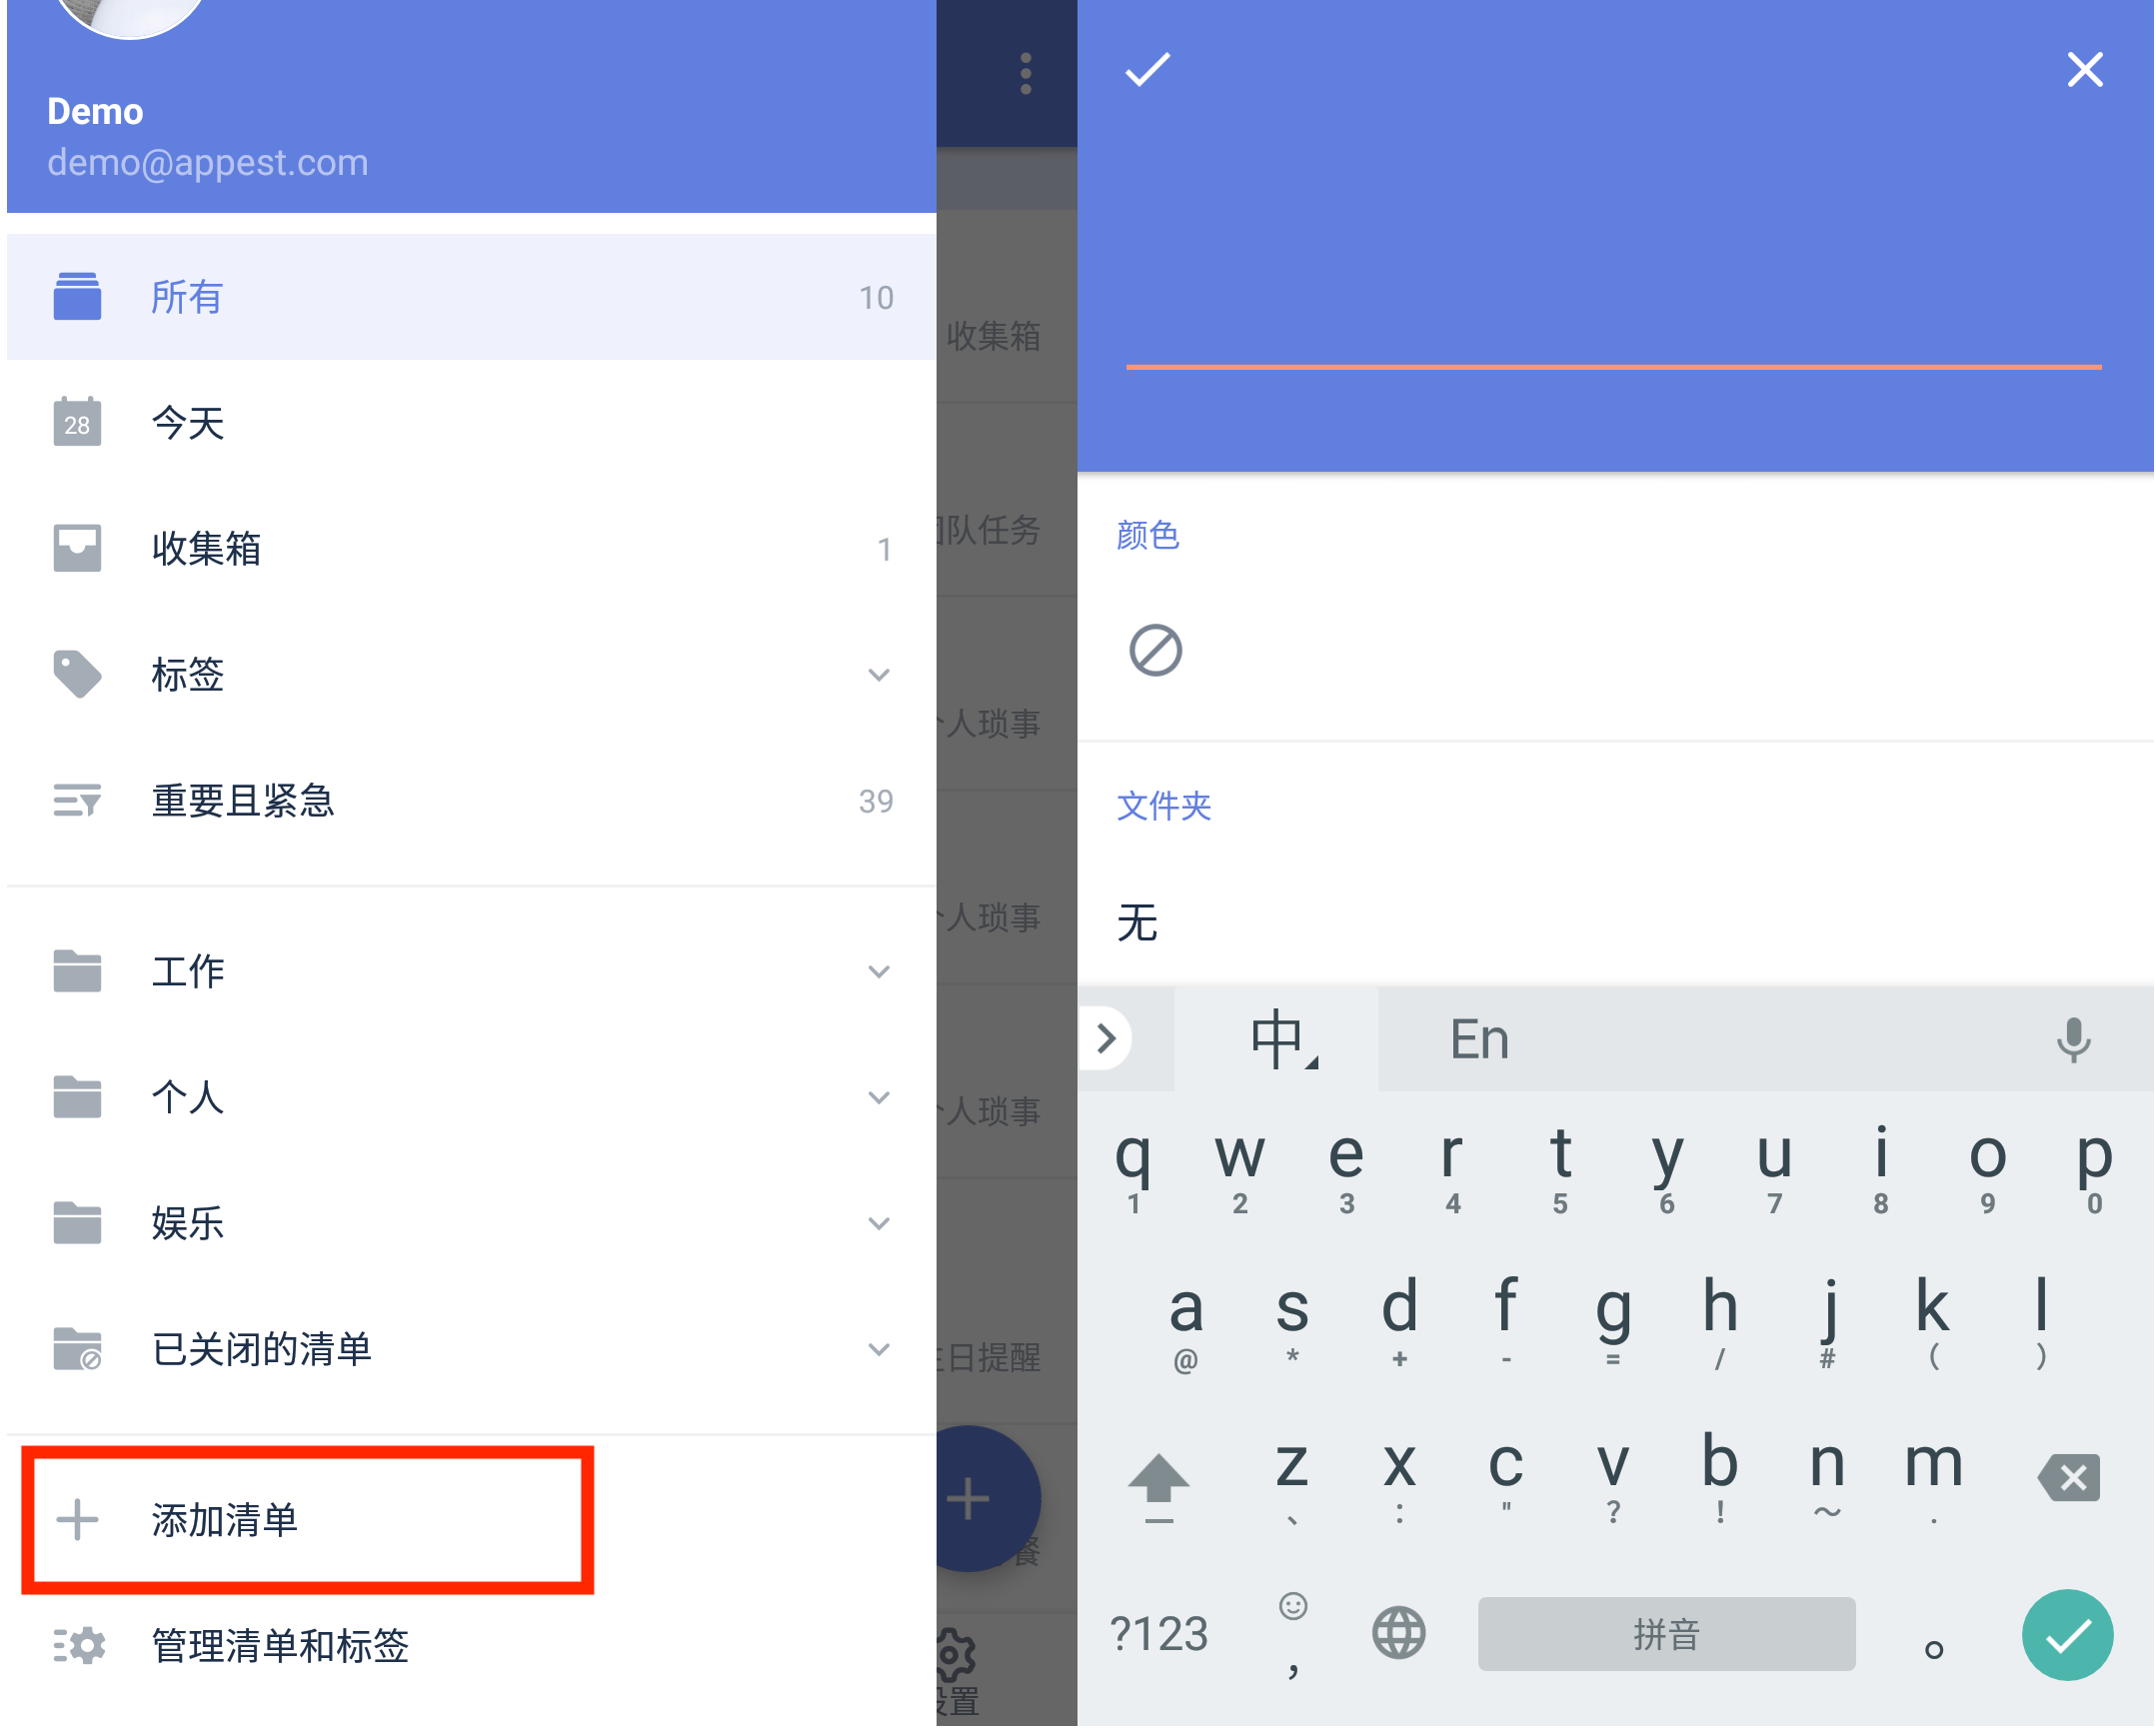 Demo
demo@appest.com
所有 10
28 今天
收集箱 1
标签
重要且紧急 39
工作
个人
娱乐
已关闭的清单
添加清单
管理清单和标签
收集箱
队任务
人琐事
人琐事
人琐事
日提醒
餐
置
颜色
文件夹
无
中 En
q w e r t y u i o p
1 2 3 4 5 6 7 8 9 0
a s d f g h j k l
@ * + - = / # ( )
z x c v b n m
、 : " ? ! ～ .
?123 , 拼音 。